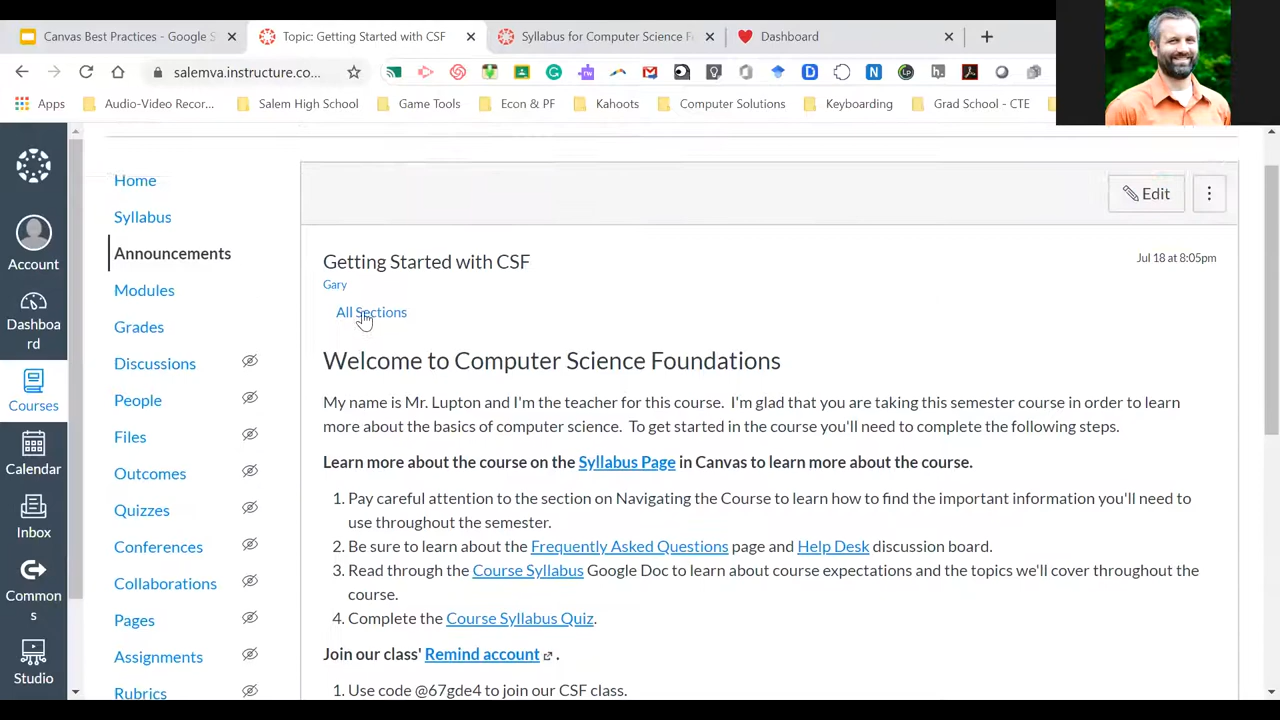 Canvas Best Practices - Google S
Topic: Getting Started with CSF
Syllabus for Computer Science F
Dashboard
salemva.instructure.co...
Apps
Audio-Video Recor...
Salem High School
Game Tools
Econ & PF
Kahoots
Computer Solutions
Keyboarding
Grad School - CTE
Account
Dashboa
rd
Courses
Calendar
Inbox
Common
s
Studio
Home
Syllabus
Announcements
Modules
Grades
Discussions
People
Files
Outcomes
Quizzes
Conferences
Collaborations
Pages
Assignments
Rubrics
Edit
Getting Started with CSF
Jul 18 at 8:05pm
Gary
All Sections
Welcome to Computer Science Foundations
My name is Mr. Lupton and I'm the teacher for this course. I'm glad that you are taking this semester course in order to learn
more about the basics of computer science. To get started in the course you'll need to complete the following steps.
Learn more about the course on the Syllabus Page in Canvas to learn more about the course.
1. Pay careful attention to the section on Navigating the Course to learn how to find the important information you'll need to
use throughout the semester.
2. Be sure to learn about the Frequently Asked Questions page and Help Desk discussion board.
3. Read through the Course Syllabus Google Doc to learn about course expectations and the topics we'll cover throughout the
course.
4. Complete the Course Syllabus Quiz.
Join our class' Remind account .
1. Use code @67gde4 to join our CSF class.